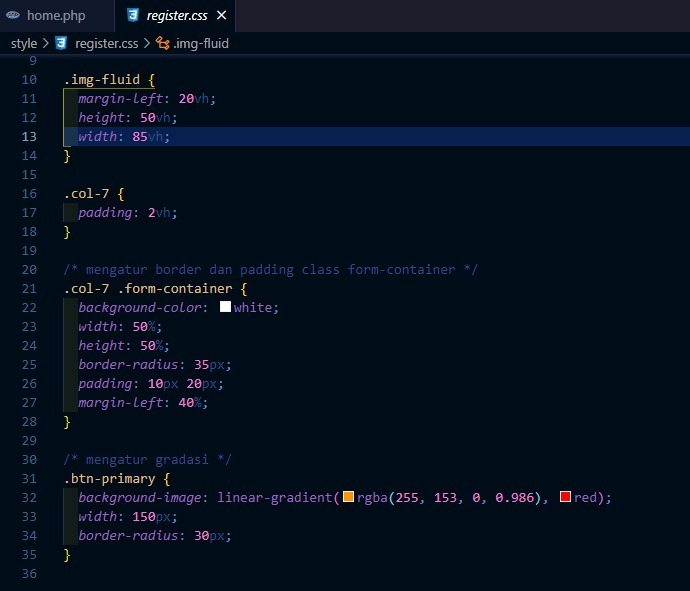 home.php register.css
style > register.css > .img-fluid
9
10 .img-fluid {
11 margin-left: 20vh;
12 height: 50vh;
13 width: 85vh;
14 }
15
16 .col-7 {
17 padding: 2vh;
18 }
19
20 /* mengatur border dan padding class form-container */
21 .col-7 .form-container {
22 background-color: white;
23 width: 50%;
24 height: 50%;
25 border-radius: 35px;
26 padding: 10px 20px;
27 margin-left: 40%;
28 }
29
30 /* mengatur gradasi */
31 .btn-primary {
32 background-image: linear-gradient(rgba(255, 153, 0, 0.986), red);
33 width: 150px;
34 border-radius: 30px;
35 }
36